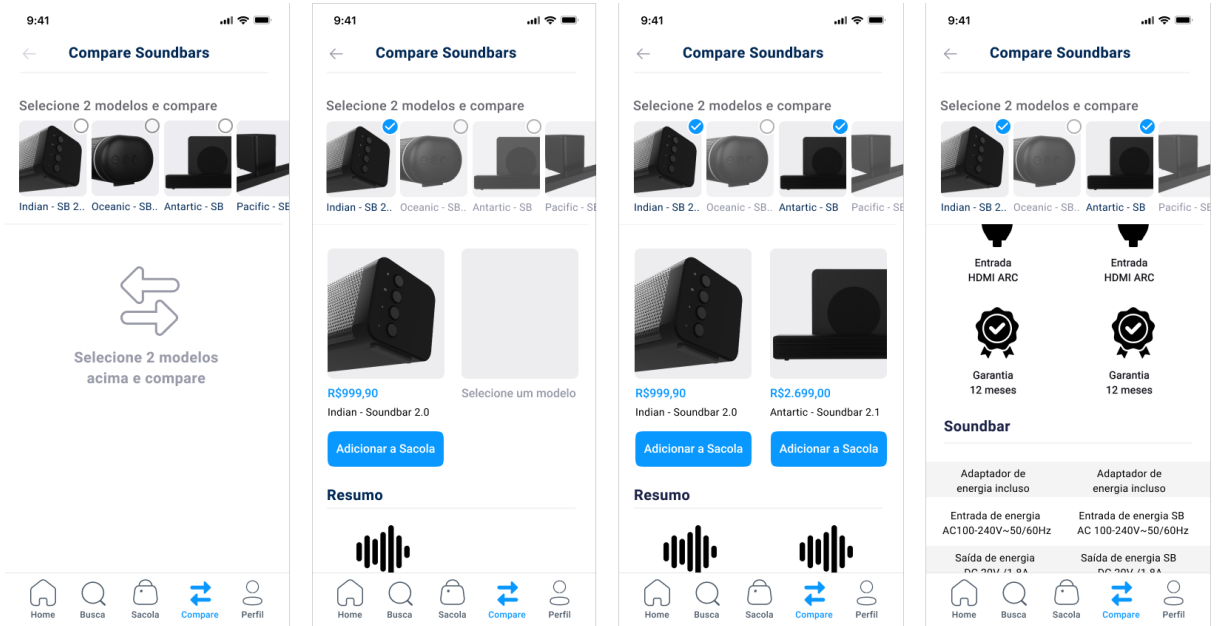 9:41
Compare Soundbars
Selecione 2 modelos e compare
Indian - SB 2.. Oceanic - SB.. Antartic - SB Pacific - SE
Selecione 2 modelos
acima e compare
Home Busca Sacola Compare Perfil
9:41
Compare Soundbars
Selecione 2 modelos e compare
Indian - SB 2.. Oceanic - SB.. Antartic - SB Pacific - SE
R$999,90 Selecione um modelo
Indian - Soundbar 2.0
Adicionar a Sacola
Resumo
Home Busca Sacola Compare Perfil
9:41
Compare Soundbars
Selecione 2 modelos e compare
Indian - SB 2.. Oceanic - SB.. Antartic - SB Pacific - SE
R$999,90 R$2.699,00
Indian - Soundbar 2.0 Antartic - Soundbar 2.1
Adicionar a Sacola Adicionar a Sacola
Resumo
Home Busca Sacola Compare Perfil
9:41
Compare Soundbars
Selecione 2 modelos e compare
Indian - SB 2.. Oceanic - SB.. Antartic - SB Pacific - SE
Entrada Entrada
HDMI ARC HDMI ARC
Garantia Garantia
12 meses 12 meses
Soundbar
Adaptador de Adaptador de
energia incluso energia incluso
Entrada de energia Entrada de energia SB
AC100-240V~50/60Hz AC 100-240V~50/60Hz
Saída de energia Saída de energia SB
DC 20V /1.8A DC 20V /1.8A
Home Busca Sacola Compare Perfil